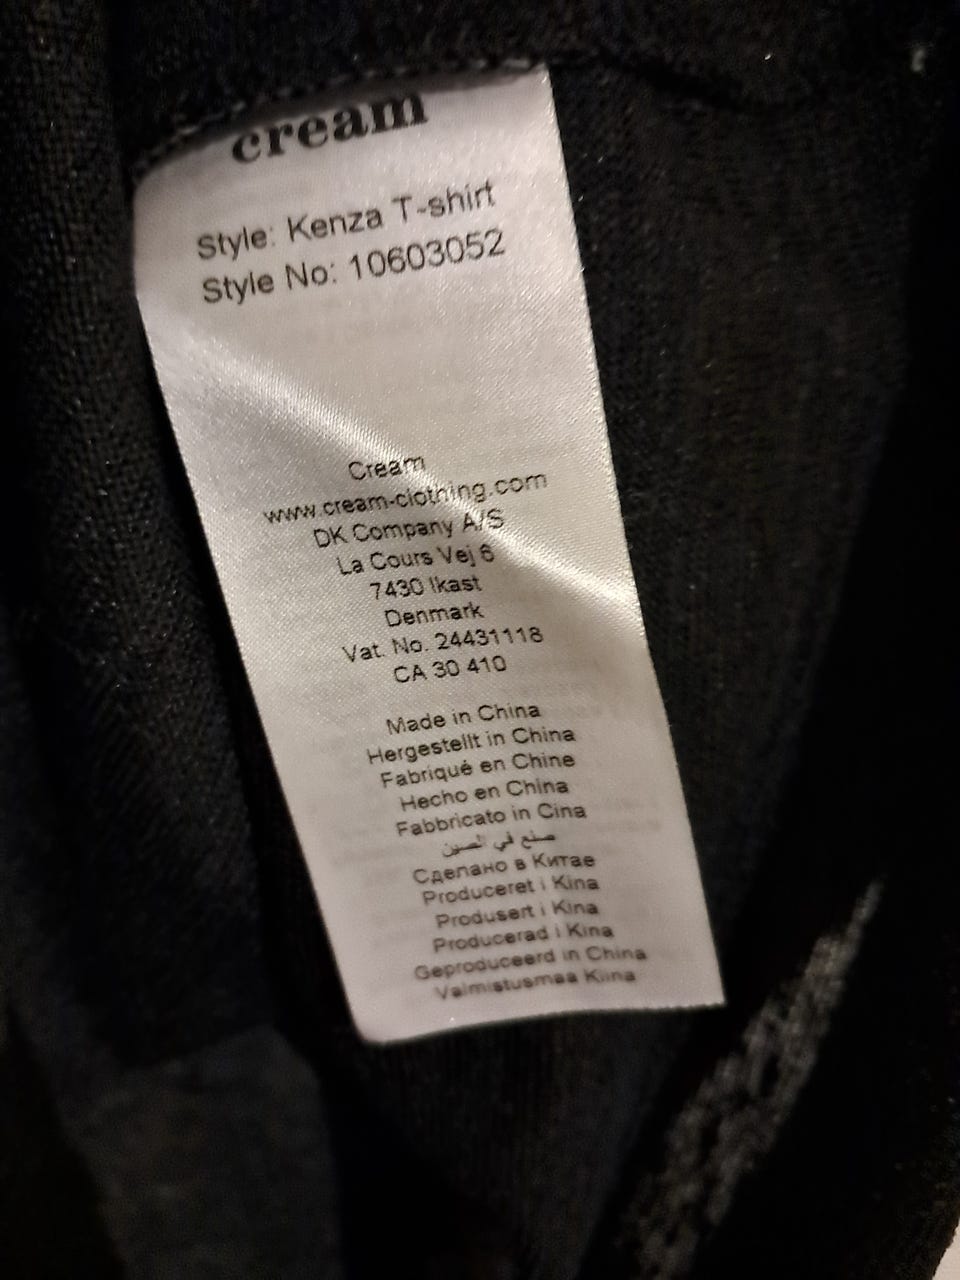 cream
Style: Kenza T-shirt
Style No: 10603052
Cream
www.cream-clothing.com
DK Company A/S
La Cours Vej 6
7430 Ikast
Denmark
Vat. No. 24431118
CA 30 410
Made in China
Hergestellt in China
Fabriqué en Chine
Hecho en China
Fabbricato in Cina
صنع في الصين
Сделано в Китае
Produceret i Kina
Produsert i Kina
Producerad i Kina
Geproduceerd in China
Valmistusmaa Kiina